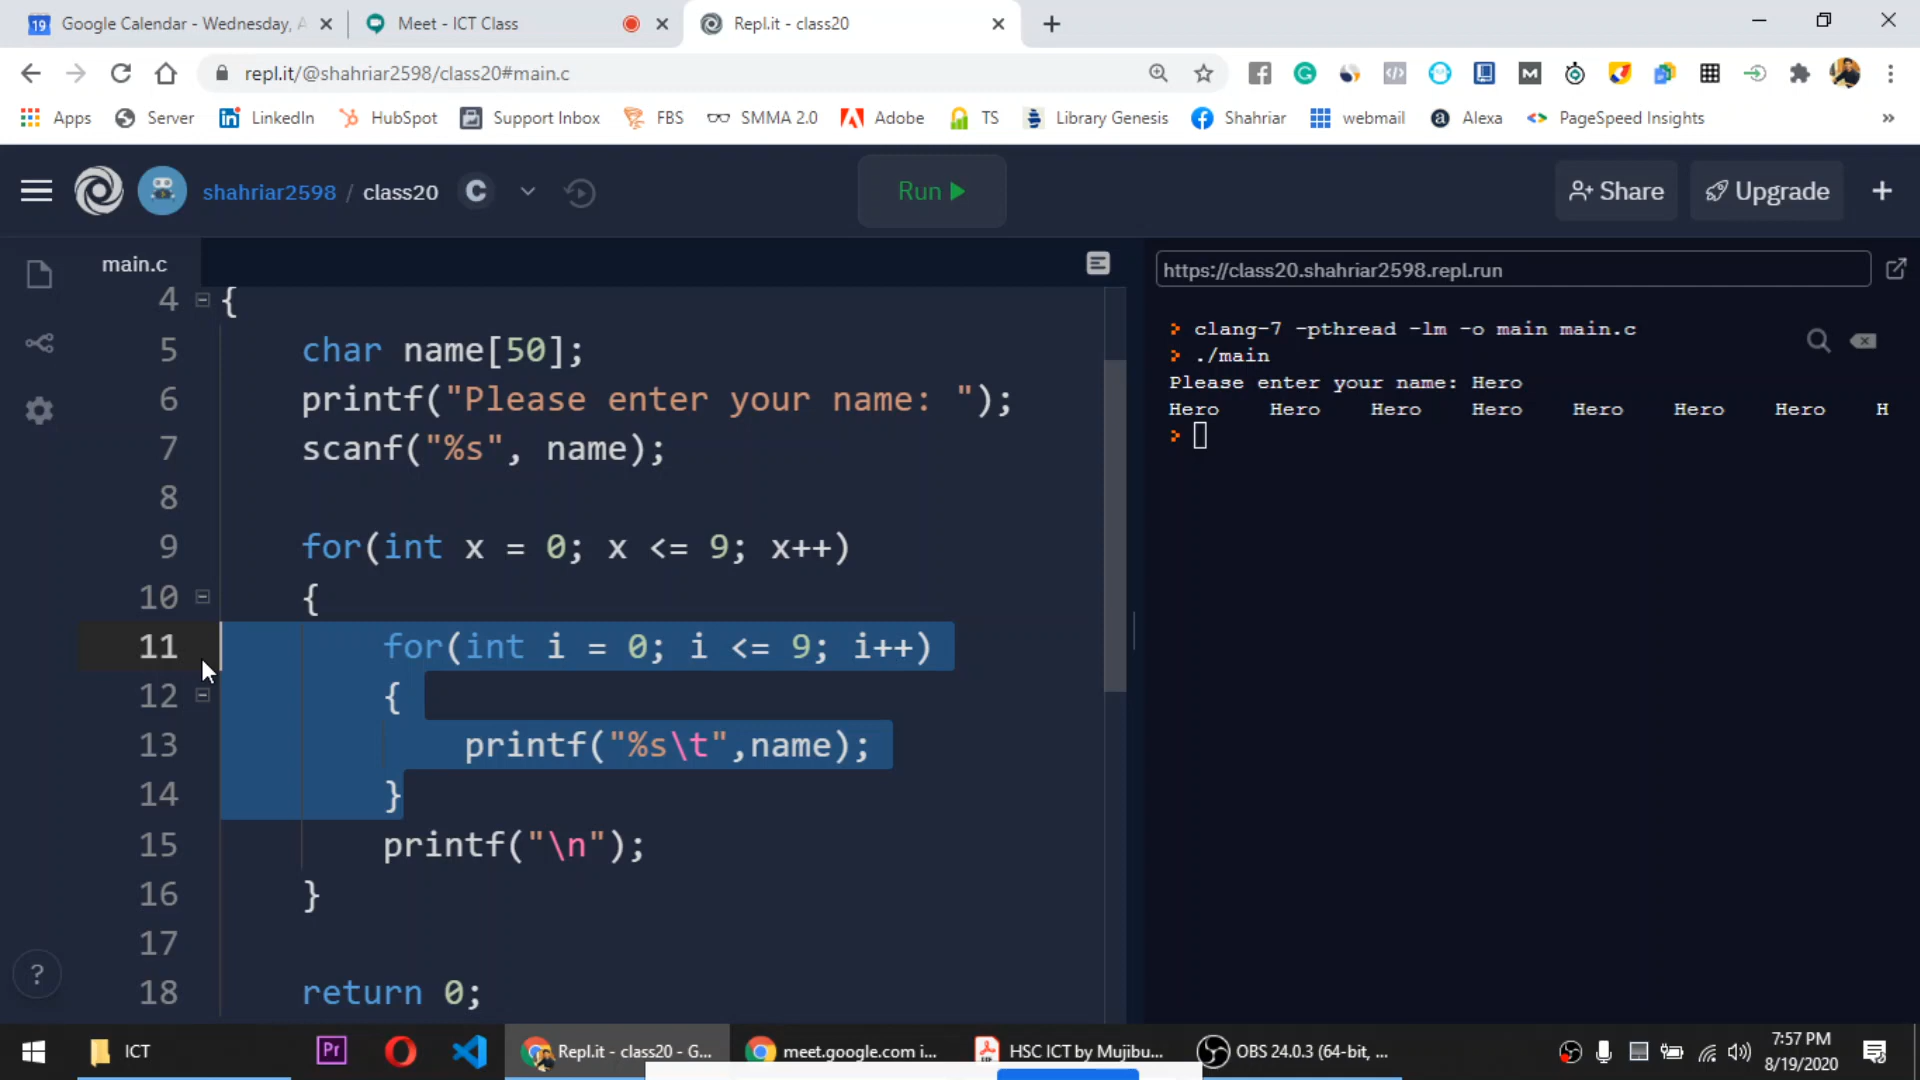 Google Calendar - Wednesday, A
Meet - ICT Class
Repl.it - class20
repl.it/@shahriar2598/class20#main.c
Apps
Server
LinkedIn
HubSpot
Support Inbox
FBS
SMMA 2.0
Adobe
TS
Library Genesis
Shahriar
webmail
Alexa
PageSpeed Insights
»
shahriar2598 / class20
C
Run
Share
Upgrade
main.c
https://class20.shahriar2598.repl.run
4 {
5 char name[50];
6 printf("Please enter your name: ");
7 scanf("%s", name);
8
9 for(int x = 0; x <= 9; x++)
10 {
11 for(int i = 0; i <= 9; i++)
12 {
13 printf("%s\t",name);
14 }
15 printf("\n");
16 }
17
18 return 0;
> clang-7 -pthread -lm -o main main.c
> ./main
Please enter your name: Hero
Hero Hero Hero Hero Hero Hero Hero H
>
?
ICT
Pr
Repl.it - class20 - G...
meet.google.com i...
HSC ICT by Mujibu...
OBS 24.0.3 (64-bit, ...
7:57 PM
8/19/2020